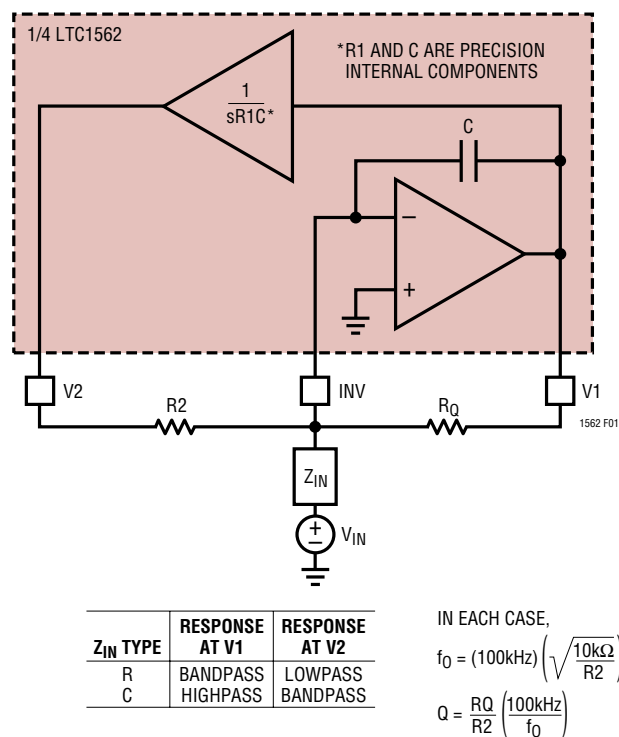 1/4 LTC1562
*R1 AND C ARE PRECISION
INTERNAL COMPONENTS
1
sR1C*
C
−
+
V2
INV
V1
R2
RQ
1562 F01
ZIN
+
−
VIN
ZIN TYPE
RESPONSE
AT V1
RESPONSE
AT V2
R BANDPASS LOWPASS
C HIGHPASS BANDPASS
IN EACH CASE,
fO = (100kHz) (√(10kΩ/R2))
Q = RQ/R2 (100kHz/fO)